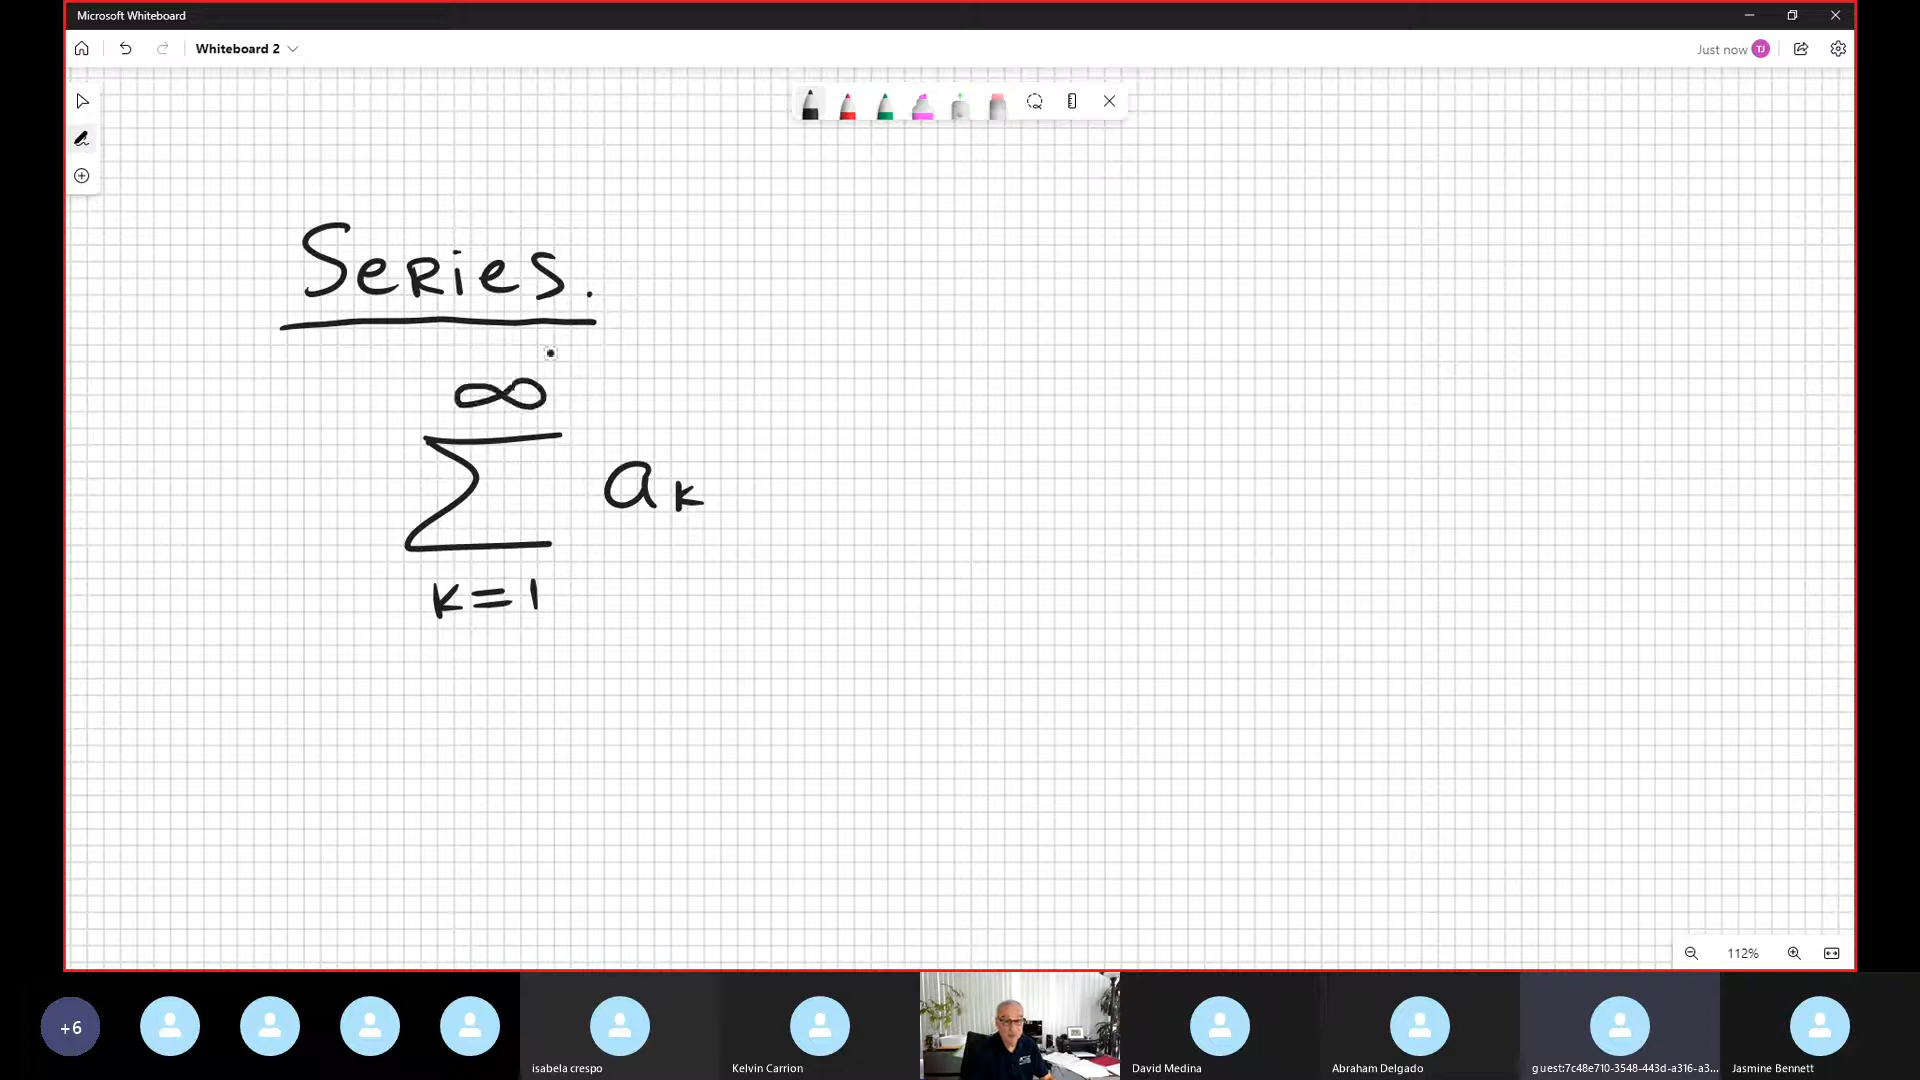 Microsoft Whiteboard
Whiteboard 2
Just now TJ
Series.
∞
∑ aₖ
k=1
112%
+6
isabela crespo
Kelvin Carrion
David Medina
Abraham Delgado
guest:7c48e710-3548-443d-a316-a3...
Jasmine Bennett